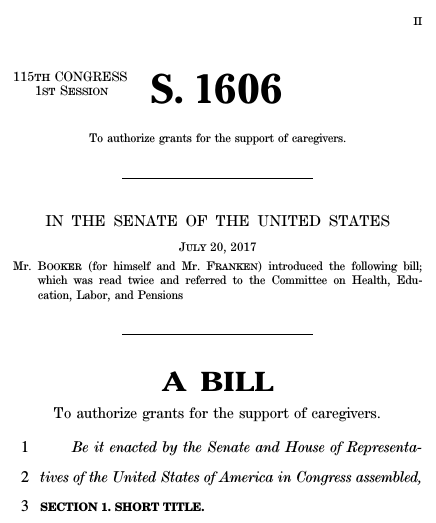 II
115TH CONGRESS
1ST SESSION
S. 1606
To authorize grants for the support of caregivers.
IN THE SENATE OF THE UNITED STATES
JULY 20, 2017
Mr. BOOKER (for himself and Mr. FRANKEN) introduced the following bill;
which was read twice and referred to the Committee on Health, Edu-
cation, Labor, and Pensions
A BILL
To authorize grants for the support of caregivers.
1 Be it enacted by the Senate and House of Representa-
2 tives of the United States of America in Congress assembled,
3 SECTION 1. SHORT TITLE.